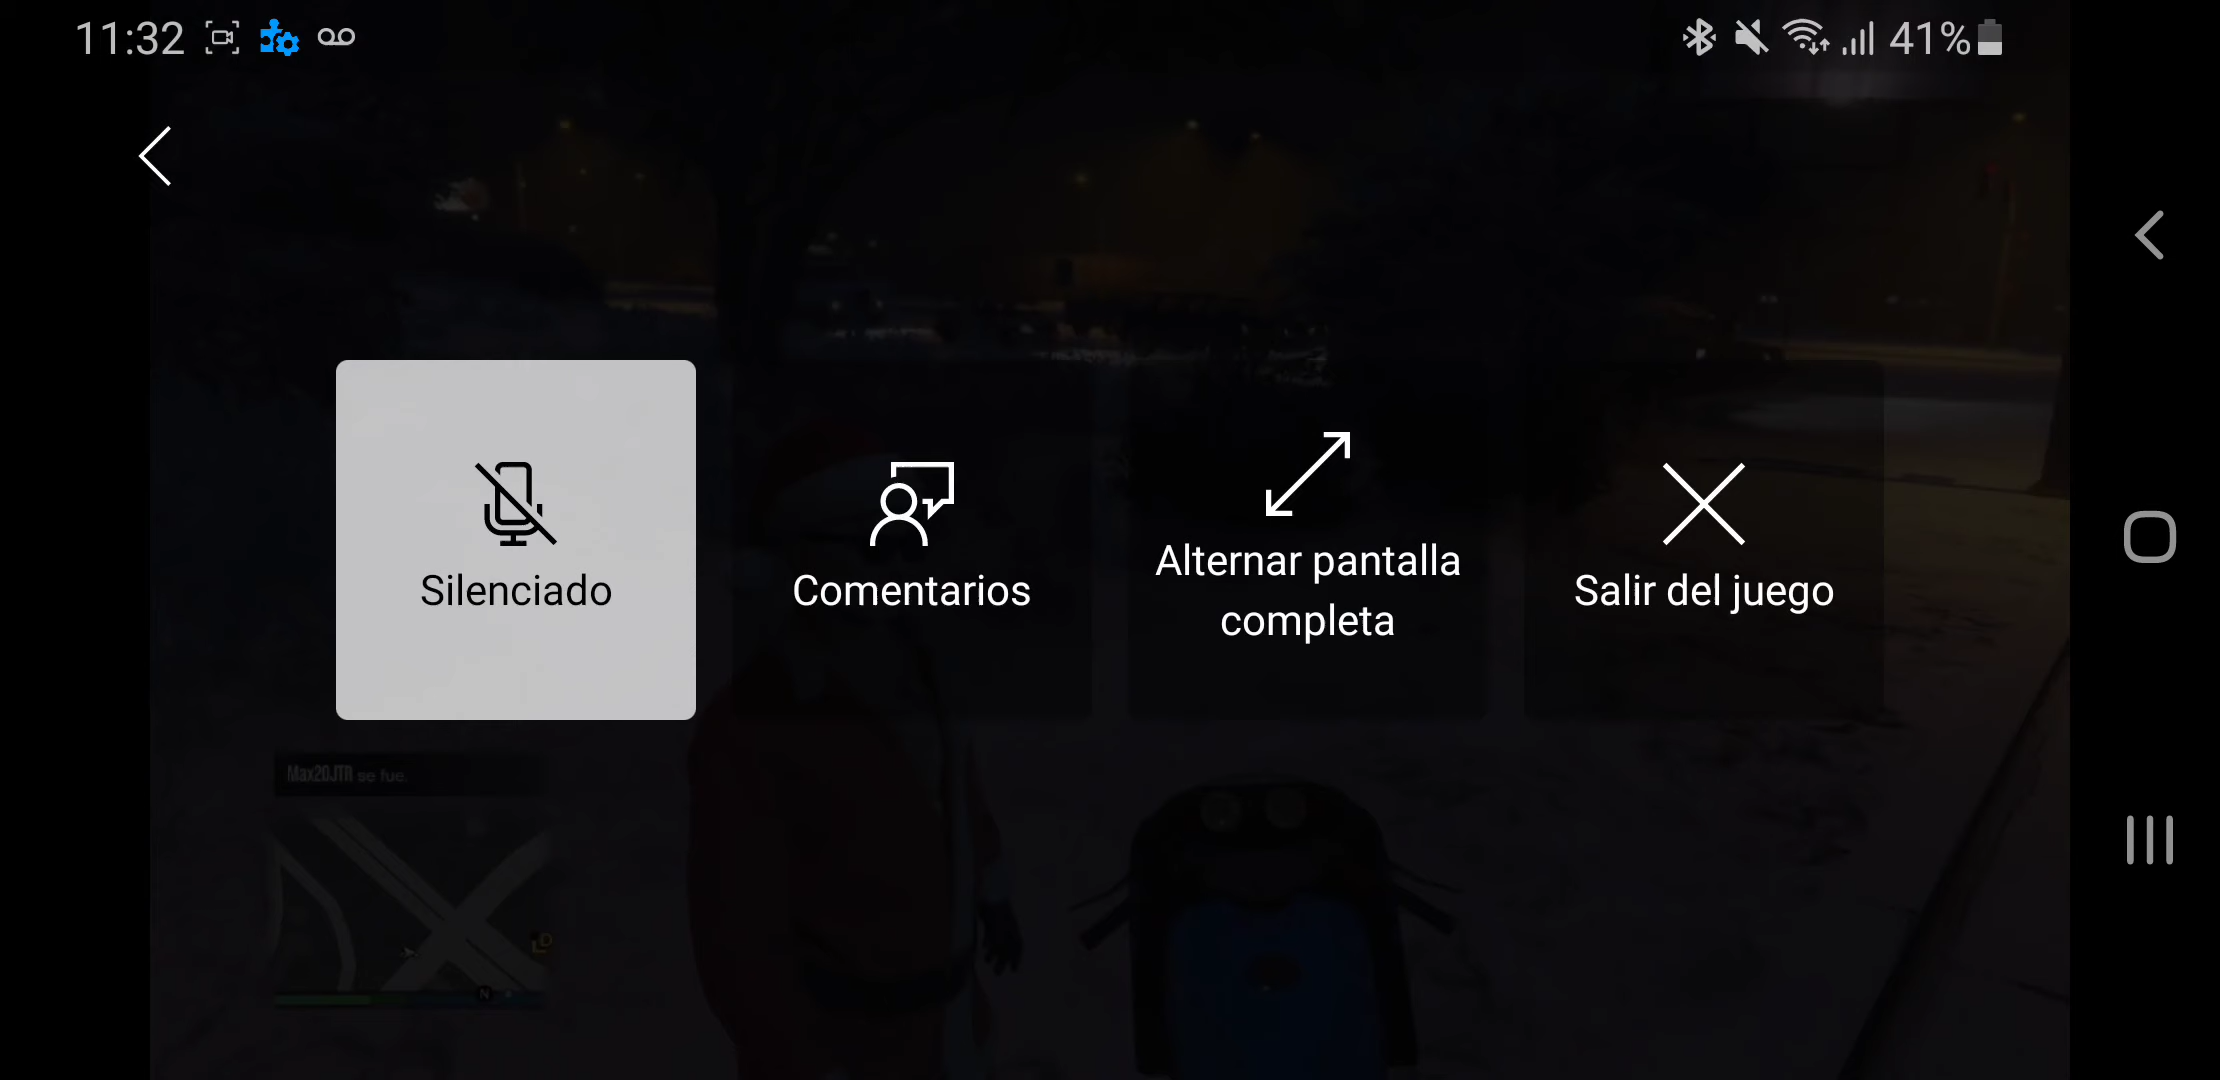 11:32
41%
Silenciado
Comentarios
Alternar pantalla
completa
Salir del juego
Max20JTR se fue.
N